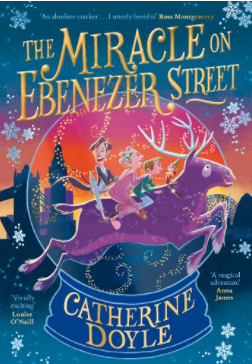 'An absolute cracker . . . I utterly loved it' Ross Montgomery
THE MIRACLE ON
EBENEZER STREET
'A magical
adventure'
Anna
James
'Vividly
exciting'
Louise
O'Neill
CATHERINE
DOYLE